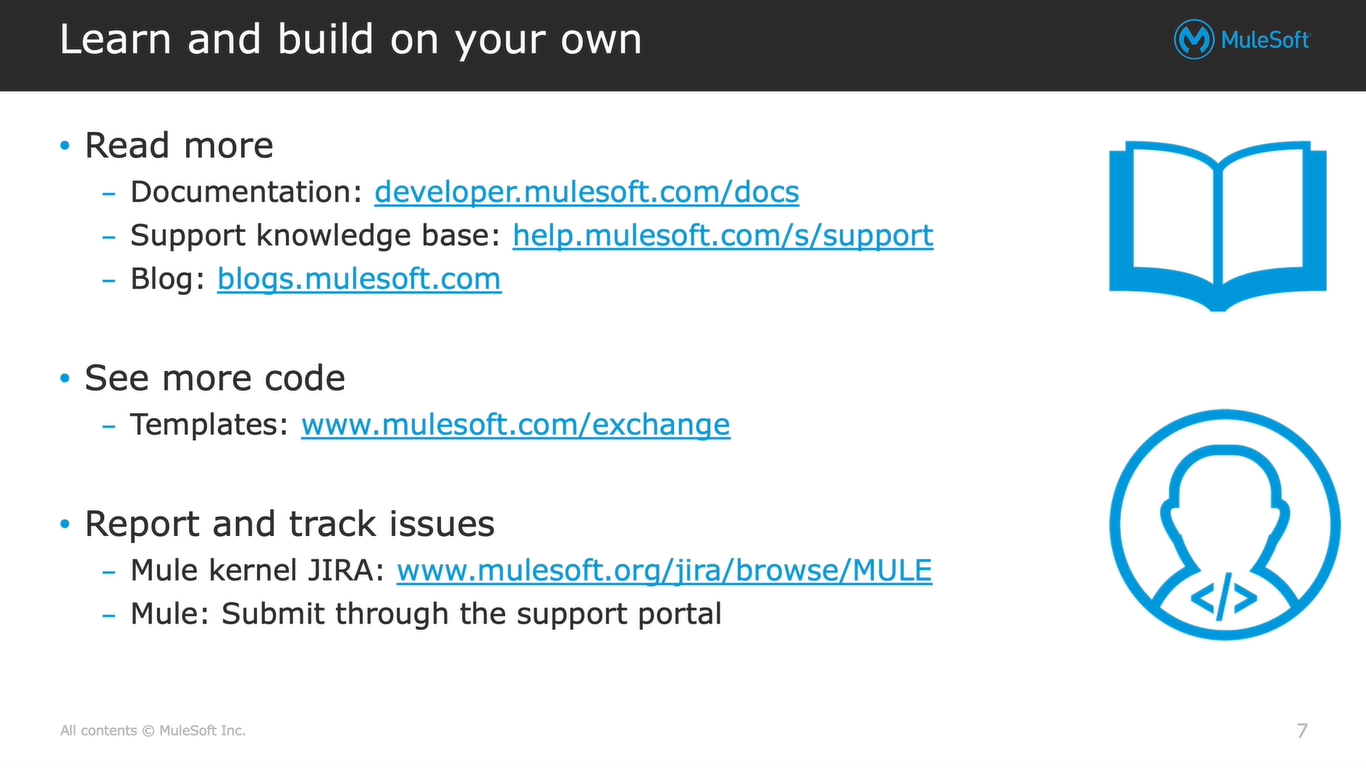 Learn and build on your own
MuleSoft
• Read more
– Documentation: developer.mulesoft.com/docs
– Support knowledge base: help.mulesoft.com/s/support
– Blog: blogs.mulesoft.com
• See more code
– Templates: www.mulesoft.com/exchange
• Report and track issues
– Mule kernel JIRA: www.mulesoft.org/jira/browse/MULE
– Mule: Submit through the support portal
</>
All contents © MuleSoft Inc.
7